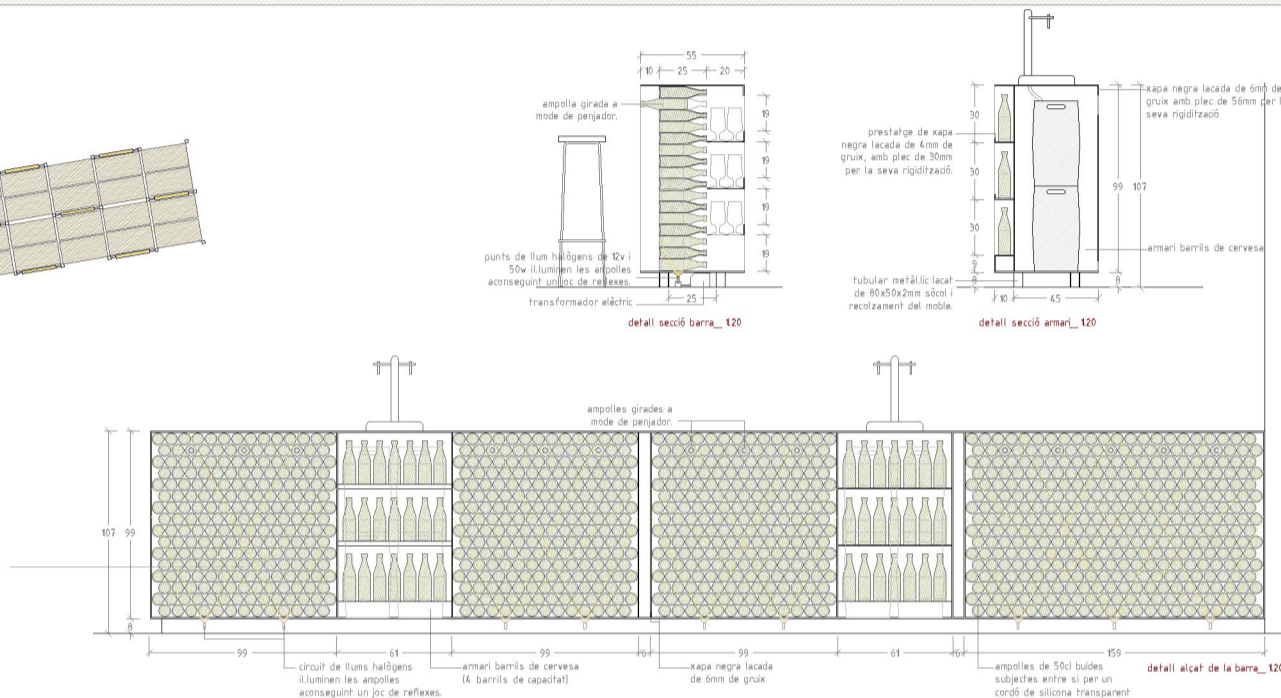 55
10
25
20
ampolla girada a
mode de penjador.
19
19
19
19
punts de llum halògens de 12v i
50w il.luminen les ampolles
aconseguint un joc de reflexes.
transformador elèctric
25
detall secció barra_ 1.20
xapa negra lacada de 6mm de
gruix amb plec de 56mm per l
seva rigidització
prestatge de xapa
negra lacada de 4mm de
gruix, amb plec de 30mm
per la seva rigidització.
30
30
30
9
8
99
107
8
armari barrils de cervesa
tubular metàl.lic lacat
de 80x50x2mm sòcol i
recolzament del moble.
10
45
detall secció armari_ 1.20
ampolles girades a
mode de penjador.
107
99
8
99
61
99
6
99
61
6
159
circuit de llums halògens
il.luminen les ampolles
aconseguint un joc de reflexes.
armari barrils de cervesa
(4 barrils de capacitat)
xapa negra lacada
de 6mm de gruix
ampolles de 50cl buides
subjectes entre si per un
cordó de silicona transparent
detall alçat de la barra_ 1.20